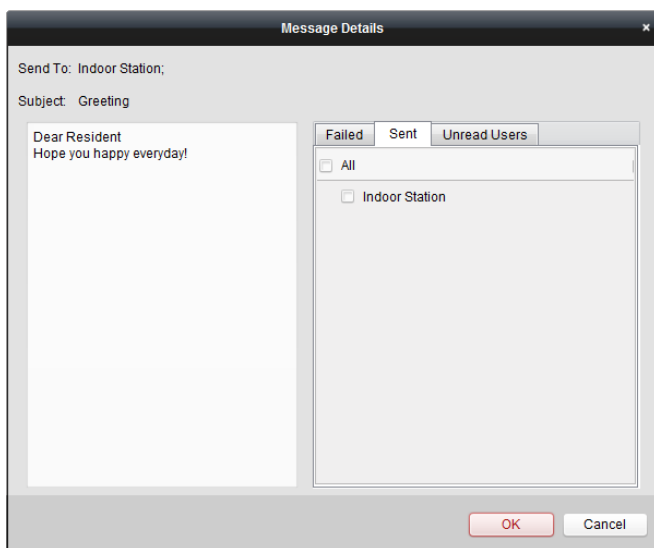 Message Details
Send To: Indoor Station;
Subject: Greeting
Dear Resident
Hope you happy everyday!
Failed Sent Unread Users
All
Indoor Station
OK Cancel